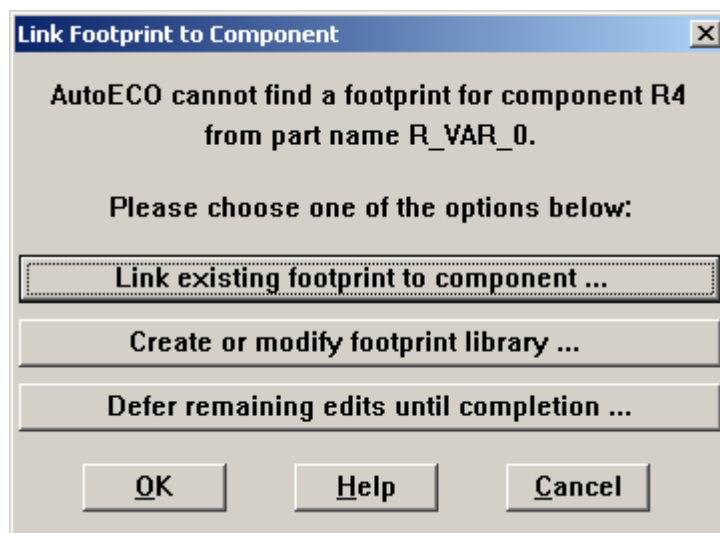 Link Footprint to Component
AutoECO cannot find a footprint for component R4
from part name R_VAR_0.
Please choose one of the options below:
Link existing footprint to component ...
Create or modify footprint library ...
Defer remaining edits until completion ...
OK Help Cancel